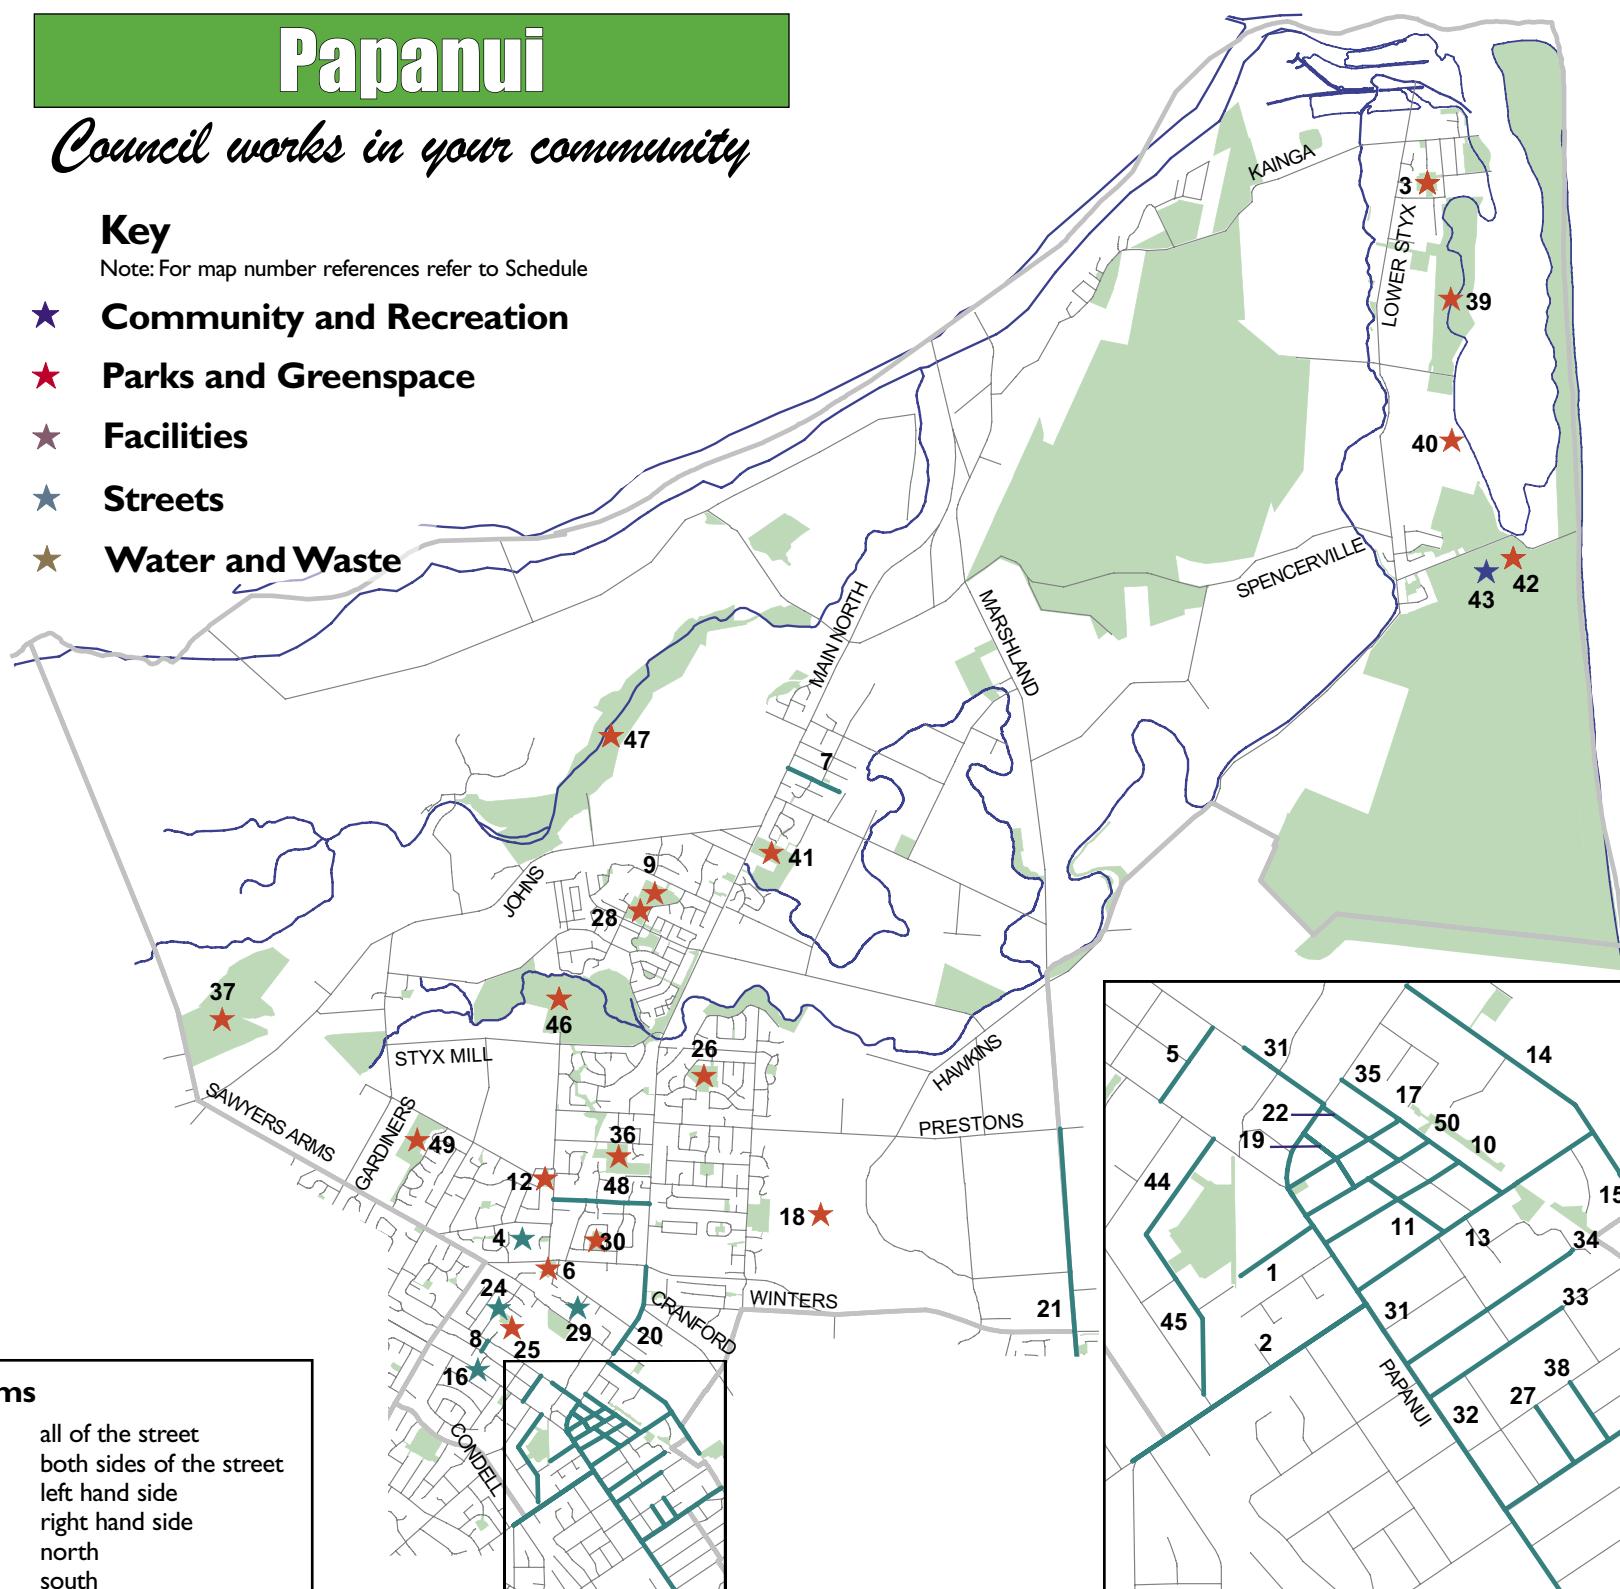 Papanui
Council works in your community
Key
Note: For map number references refer to Schedule
Community and Recreation
Parks and Greenspace
Facilities
Streets
Water and Waste
KAINGA
3
LOWER STYX
39
40
SPENCERVILLE
43
42
MAIN NORTH
MARSHLAND
47
7
41
9
28
JOHNS
37
46
STYX MILL
26
HAWKINS
SAWYERS ARMS
GARDINERS
49
PRESTONS
36
12
48
18
4
30
6
24
29
CRANFORD
WINTERS
21
20
8
25
16
CONDELL
5
31
14
35
17
22
50
19
10
44
15
11
13
34
1
33
45
31
2
38
PAPANUI
27
32
ms
all of the street
both sides of the street
left hand side
right hand side
north
south